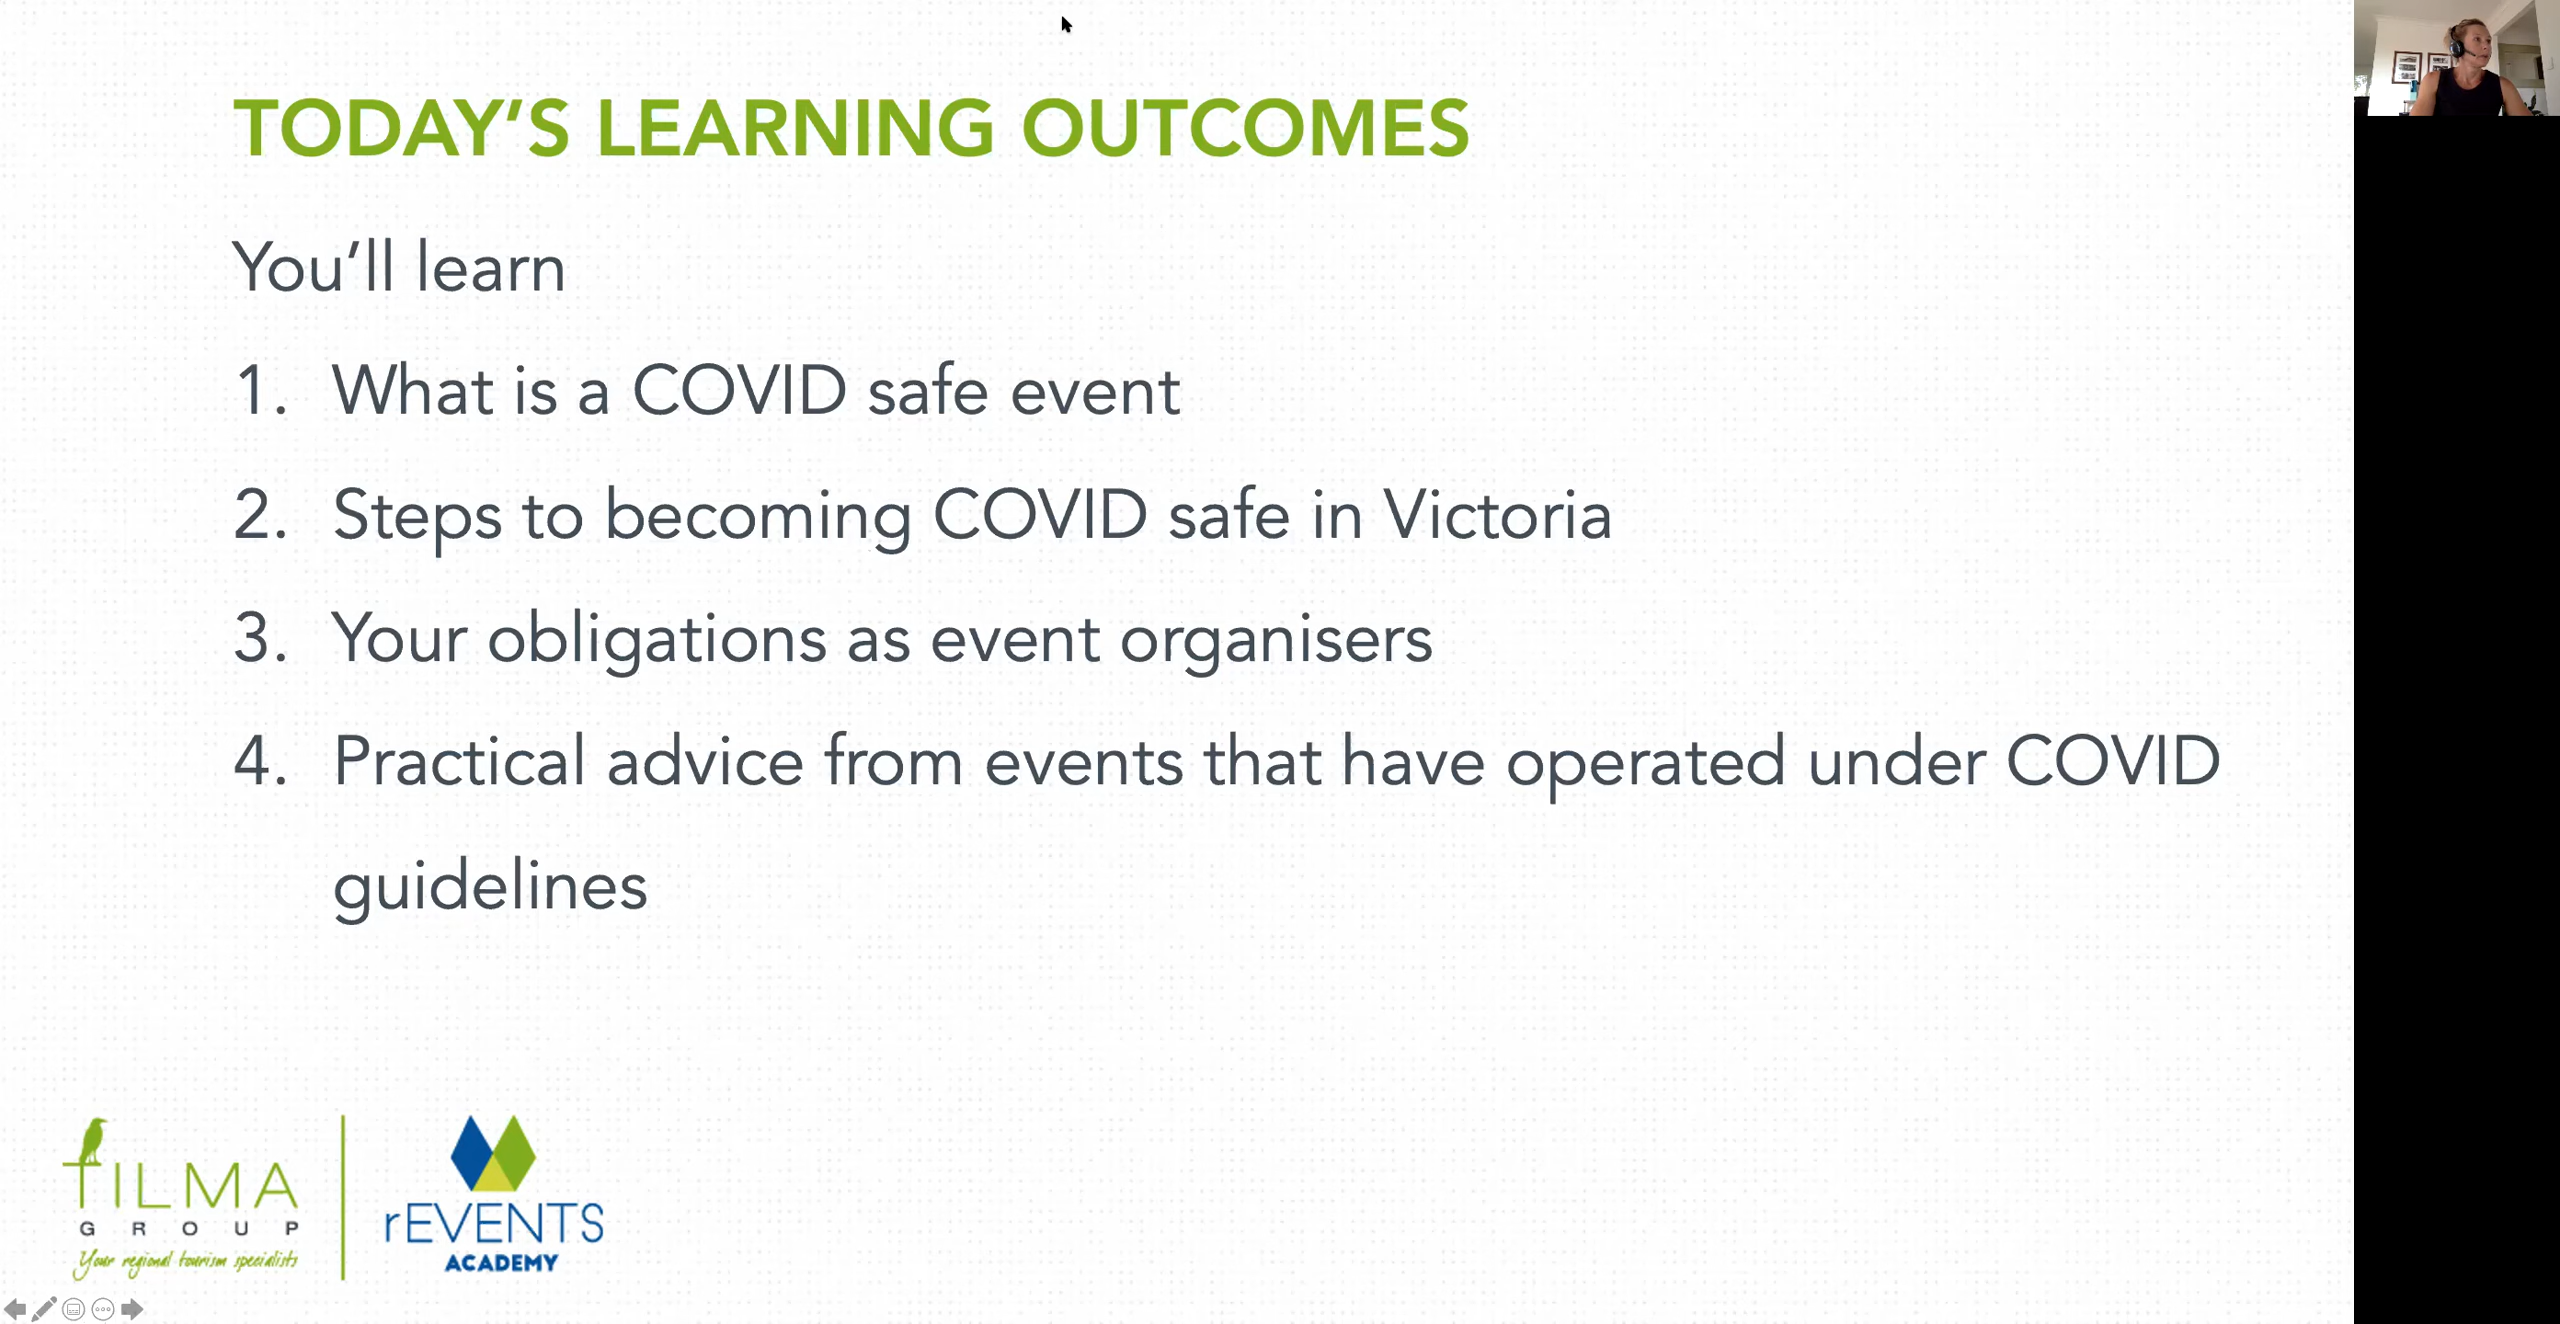 TODAY’S LEARNING OUTCOMES
You’ll learn
1. What is a COVID safe event
2. Steps to becoming COVID safe in Victoria
3. Your obligations as event organisers
4. Practical advice from events that have operated under COVID
guidelines
TILMA
GROUP
Your regional tourism specialists
rEVENTS
ACADEMY